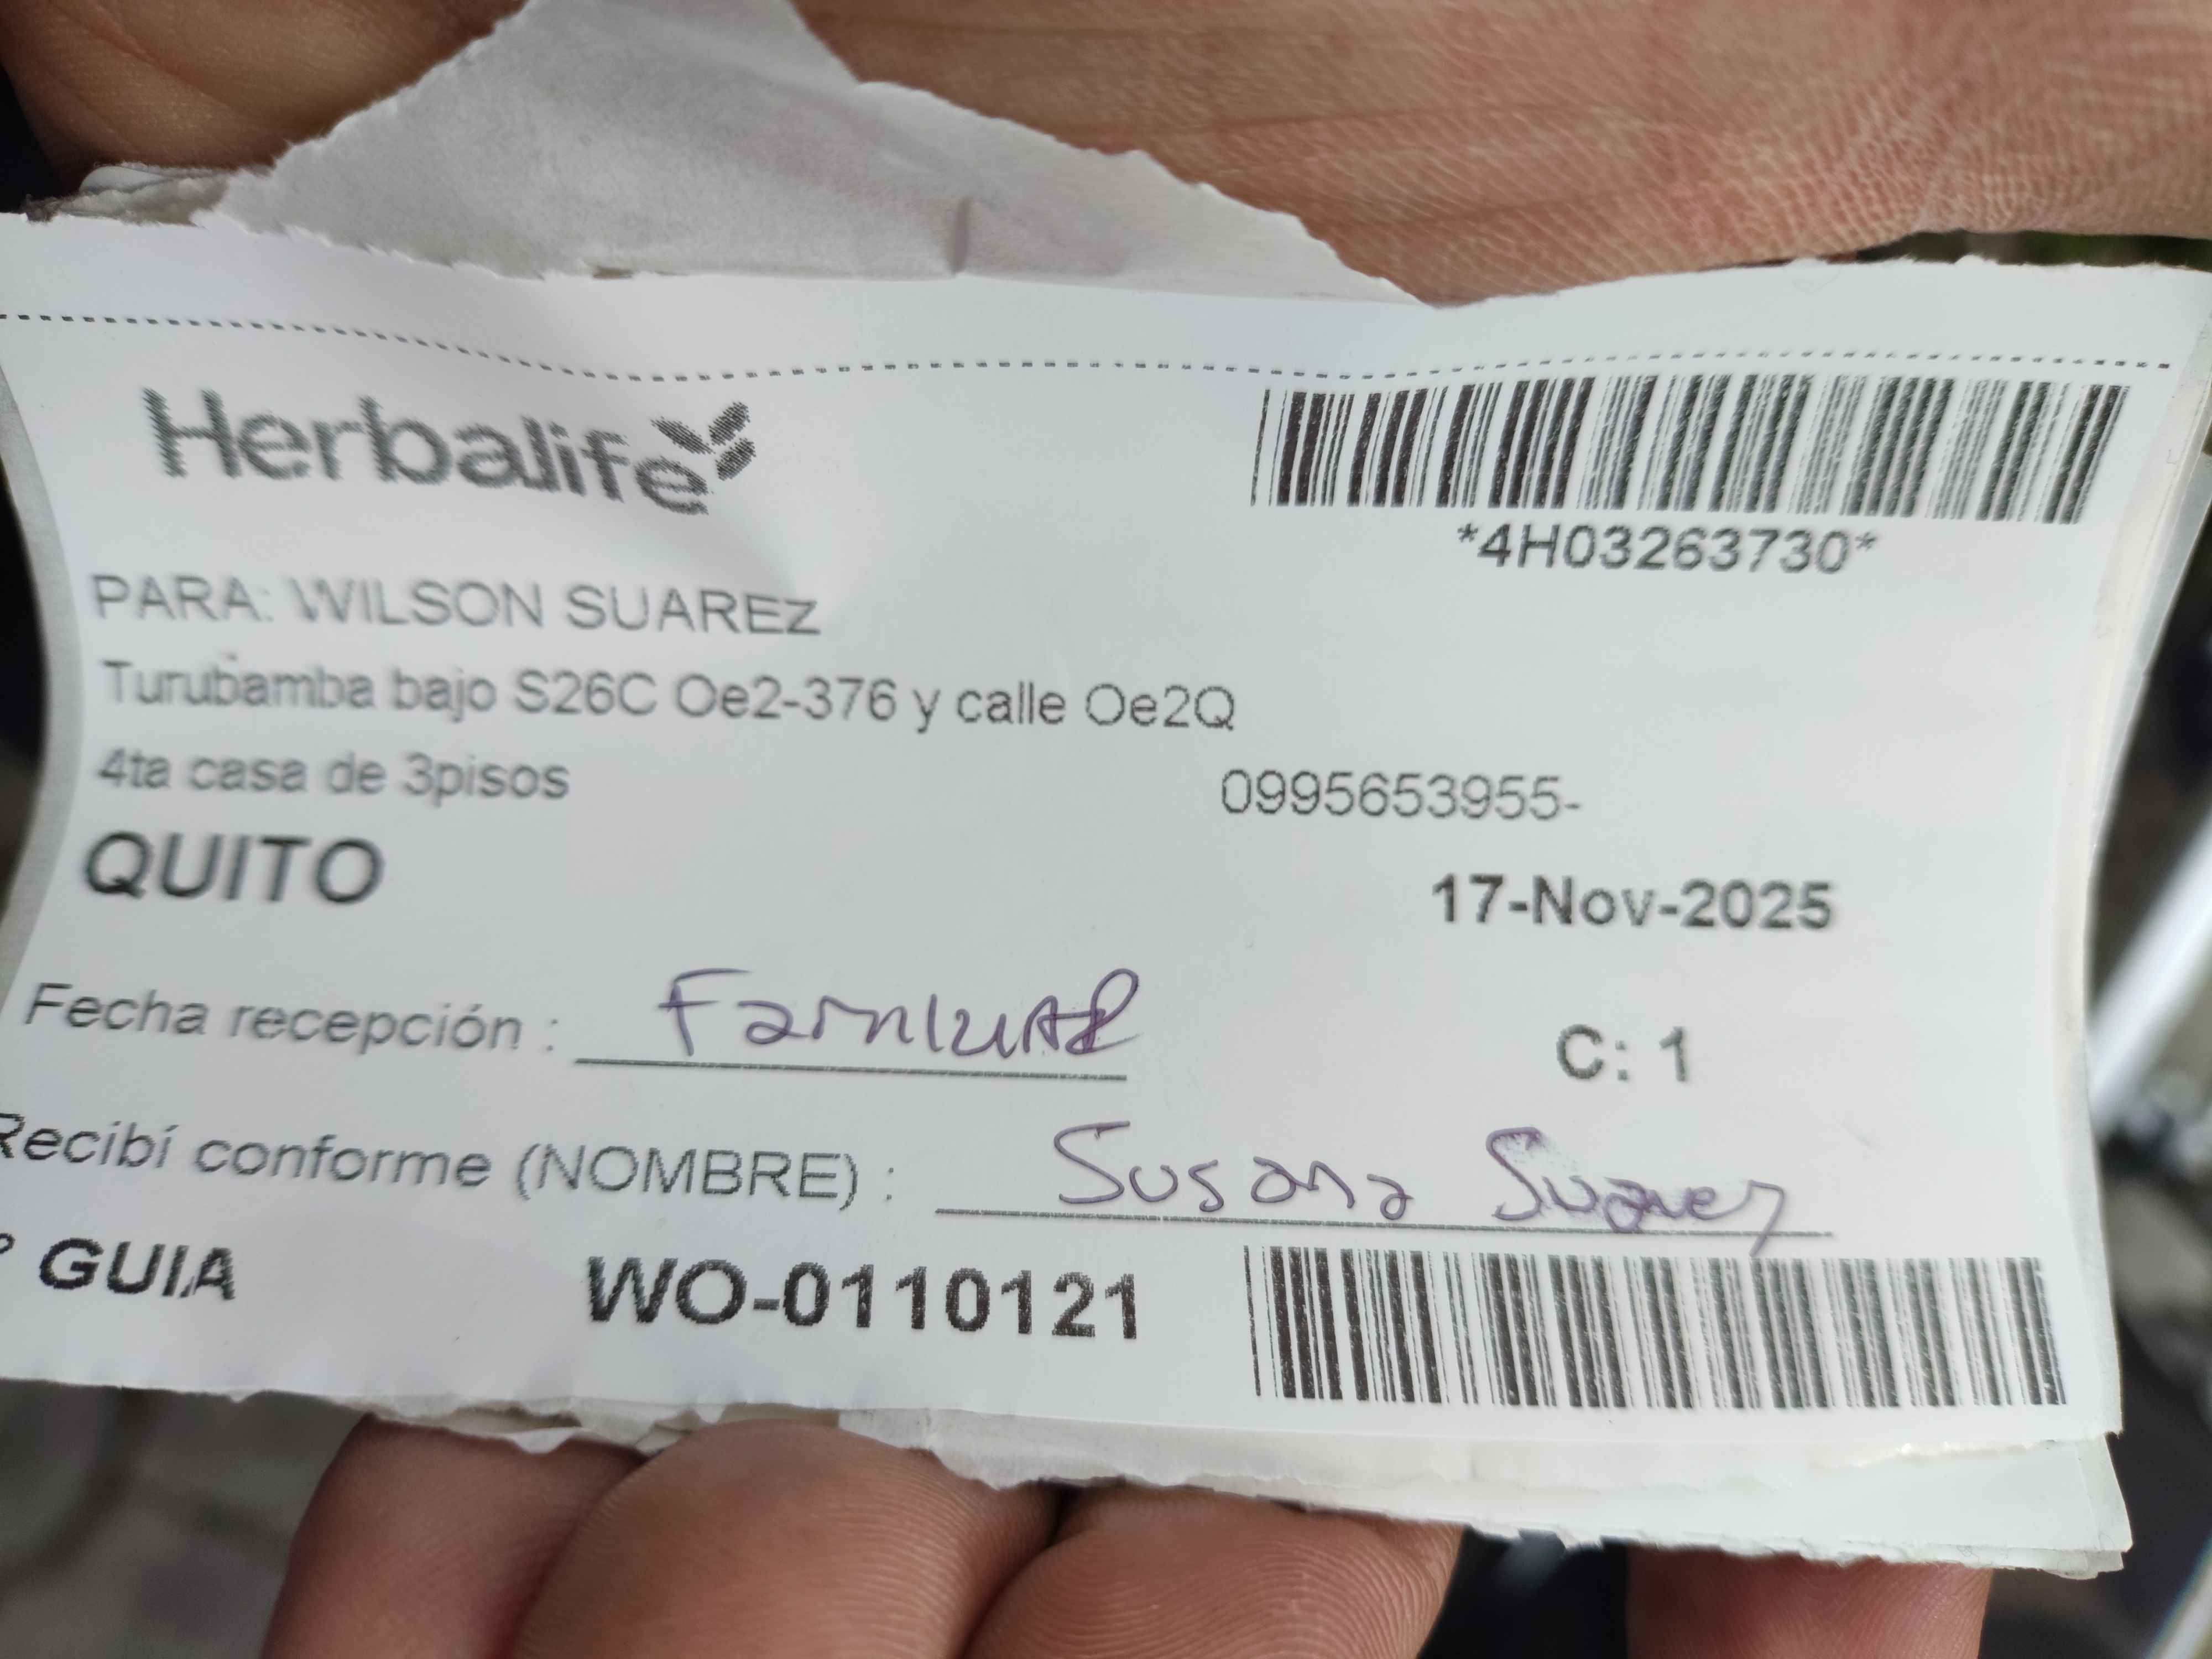 Herbalife
*4H03263730*
PARA: WILSON SUAREZ
Turubamba bajo S26C Oe2-376 y calle Oe2Q
4ta casa de 3pisos
0995653955-
QUITO
17-Nov-2025
Fecha recepción : Familiar
C: 1
Recibí conforme (NOMBRE) : Susana Suarez
° GUIA WO-0110121